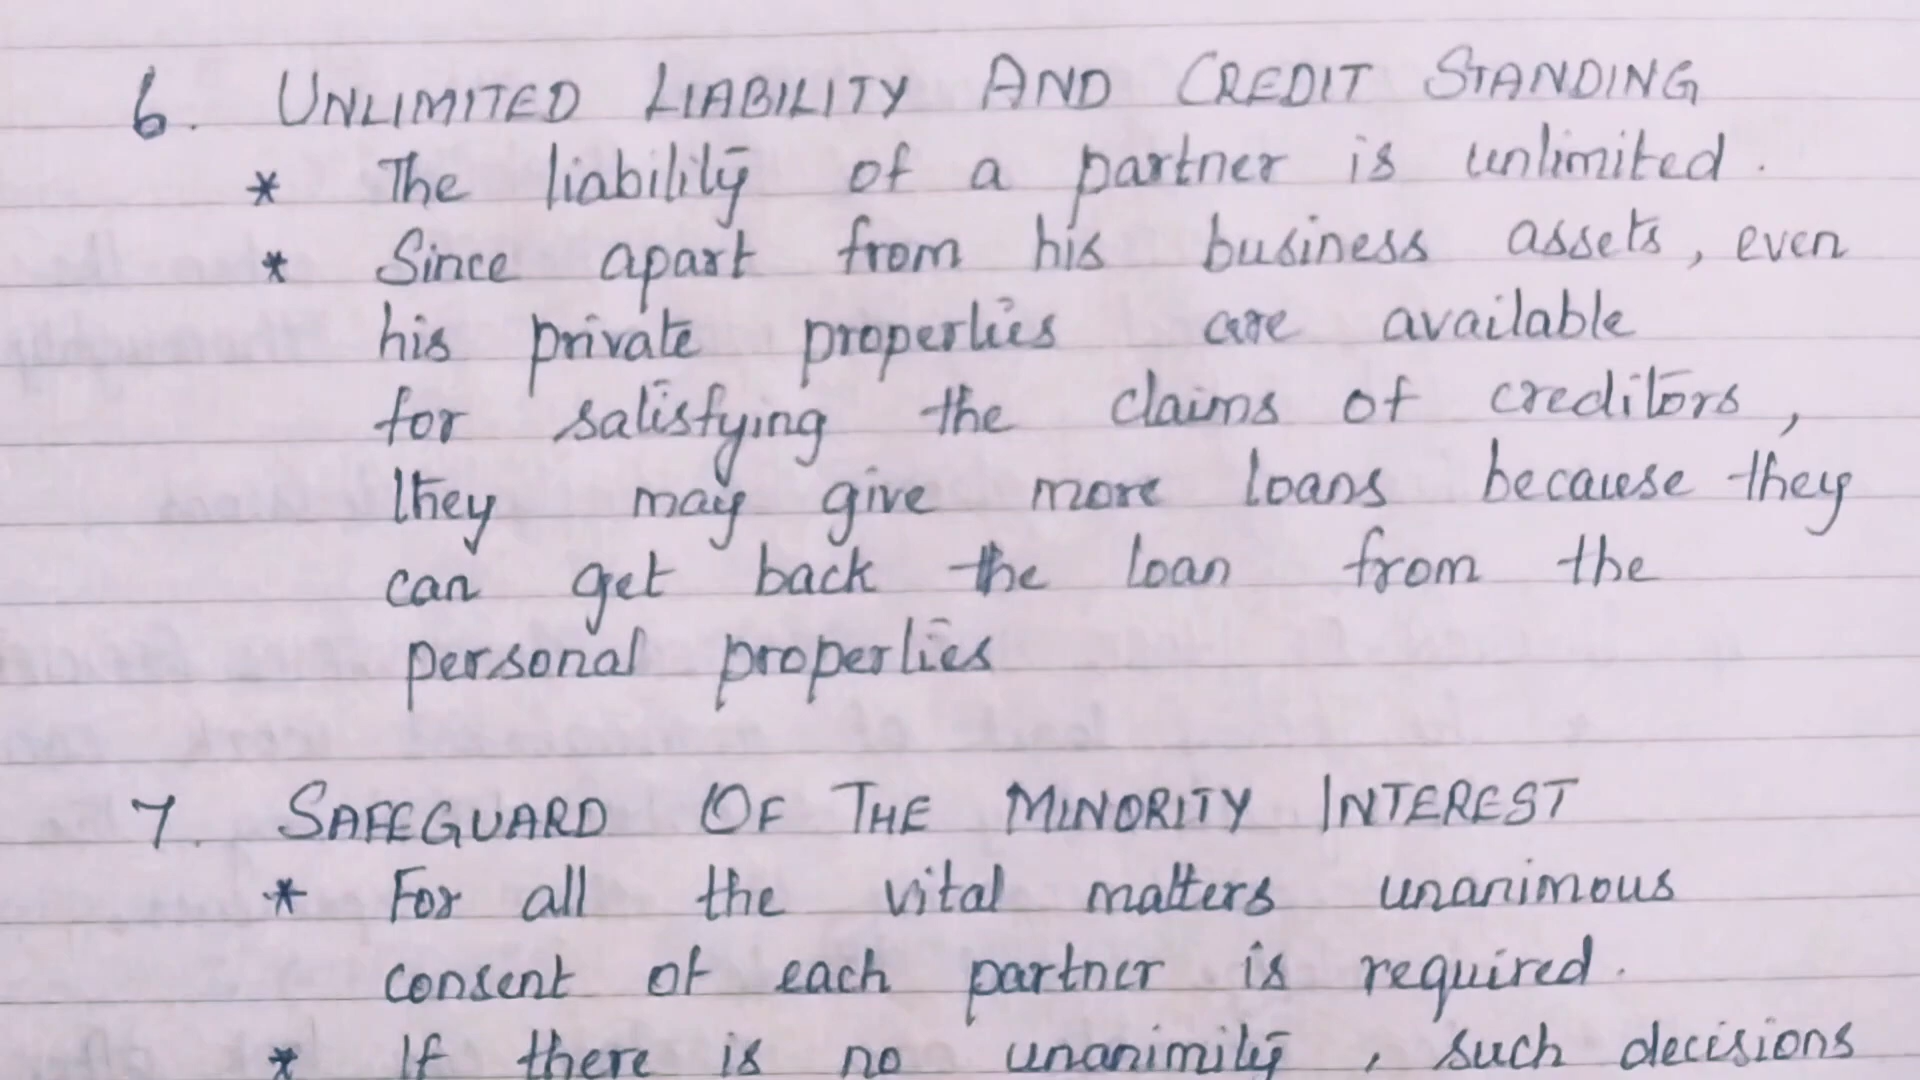 6. UNLIMITED LIABILITY AND CREDIT STANDING
* The liability of a partner is unlimited.
* Since apart from his business assets, even
his private properties are available
for satisfying the claims of creditors,
they may give more loans because they
can get back the loan from the
personal properties
7. SAFEGUARD OF THE MINORITY INTEREST
* For all the vital matters unanimous
consent of each partner is required.
* If there is no unanimity, such decisions